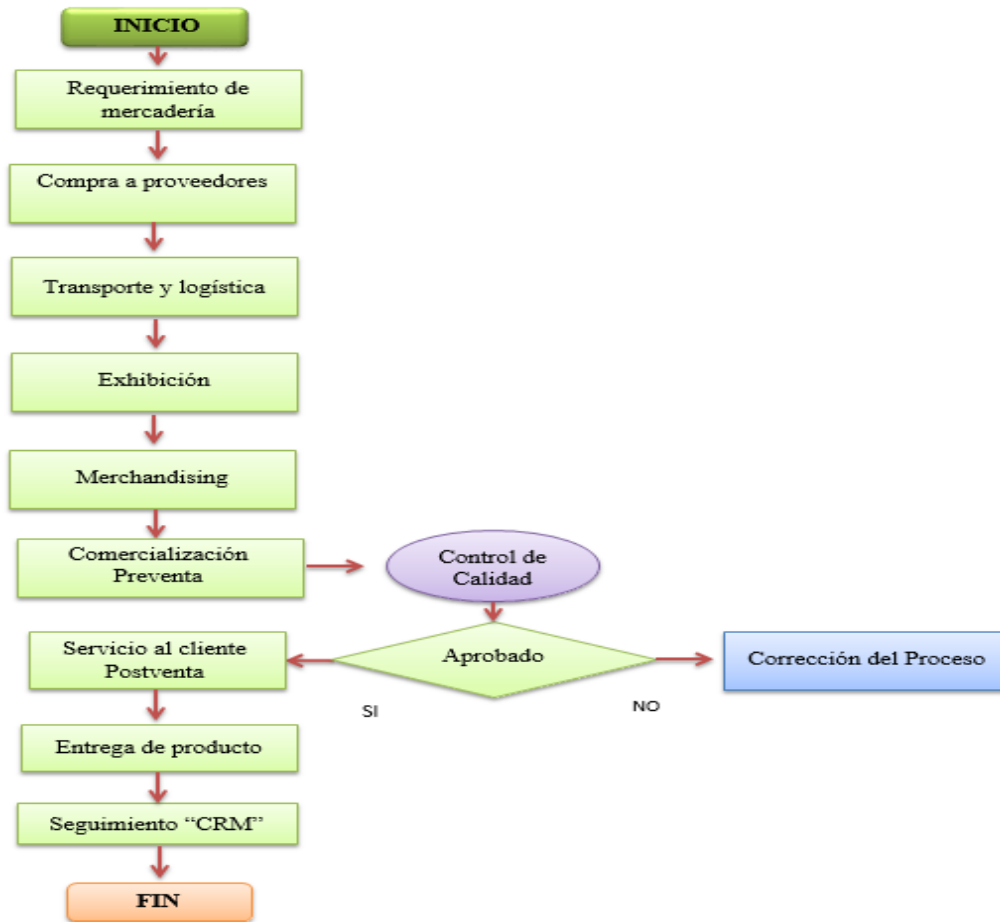 INICIO
Requerimiento de
mercadería
Compra a proveedores
Transporte y logística
Exhibición
Merchandising
Comercialización
Preventa
Control de
Calidad
Aprobado
SI
NO
Corrección del Proceso
Servicio al cliente
Postventa
Entrega de producto
Seguimiento “CRM”
FIN